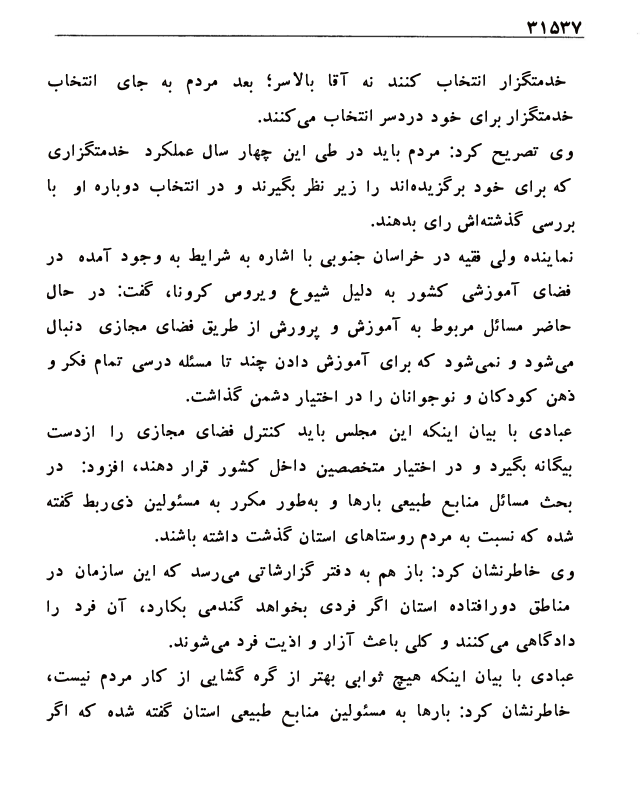 ۳۱۵۳۷
خدمتگزار انتخاب کنند نه آقا بالاسر؛ بعد مردم به جای انتخاب
خدمتگزار برای خود دردسر انتخاب می‌کنند.
وی تصریح کرد: مردم باید در طی این چهار سال عملکرد خدمتگزاری
که برای خود برگزیده‌اند را زیر نظر بگیرند و در انتخاب دوباره او با
بررسی گذشته‌اش رای بدهند.
نماینده ولی فقیه در خراسان جنوبی با اشاره به شرایط به وجود آمده در
فضای آموزشی کشور به دلیل شیوع ویروس کرونا، گفت: در حال
حاضر مسائل مربوط به آموزش و پرورش از طریق فضای مجازی دنبال
می‌شود و نمی‌شود که برای آموزش دادن چند تا مسئله درسی تمام فکر و
ذهن کودکان و نوجوانان را در اختیار دشمن گذاشت.
عبادی با بیان اینکه این مجلس باید کنترل فضای مجازی را ازدست
بیگانه بگیرد و در اختیار متخصصین داخل کشور قرار دهند، افزود: در
بحث مسائل منابع طبیعی بارها و به‌طور مکرر به مسئولین ذی‌ربط گفته
شده که نسبت به مردم روستاهای استان گذشت داشته باشند.
وی خاطرنشان کرد: باز هم به دفتر گزارشاتی می‌رسد که این سازمان در
مناطق دورافتاده استان اگر فردی بخواهد گندمی بکارد، آن فرد را
دادگاهی می‌کنند و کلی باعث آزار و اذیت فرد می‌شوند.
عبادی با بیان اینکه هیچ ثوابی بهتر از گره گشایی از کار مردم نیست،
خاطرنشان کرد: بارها به مسئولین منابع طبیعی استان گفته شده که اگر